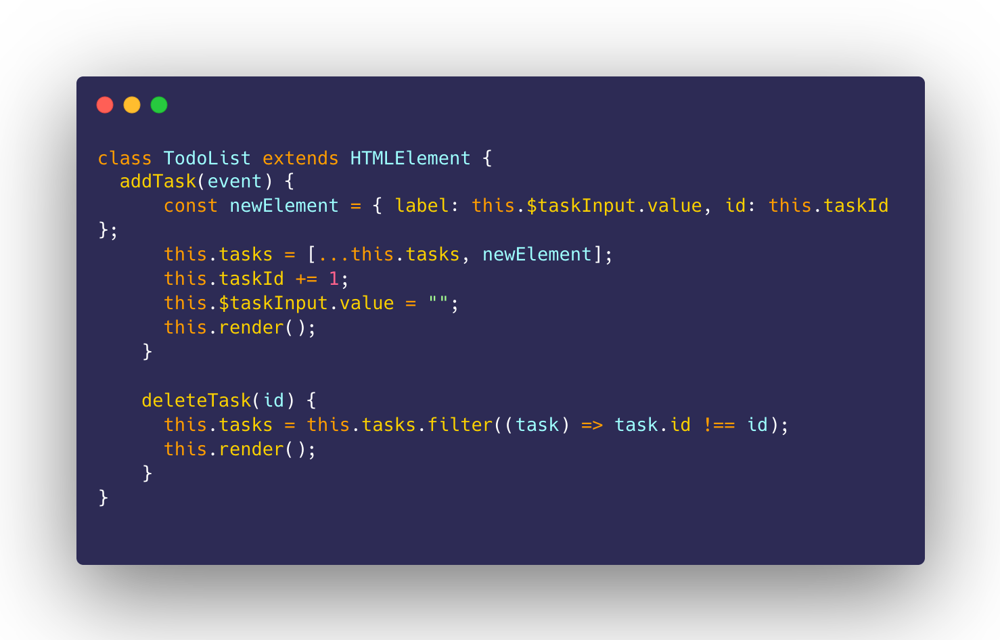 class TodoList extends HTMLElement {
  addTask(event) {
      const newElement = { label: this.$taskInput.value, id: this.taskId
};
      this.tasks = [...this.tasks, newElement];
      this.taskId += 1;
      this.$taskInput.value = "";
      this.render();
    }

    deleteTask(id) {
      this.tasks = this.tasks.filter((task) => task.id !== id);
      this.render();
    }
}